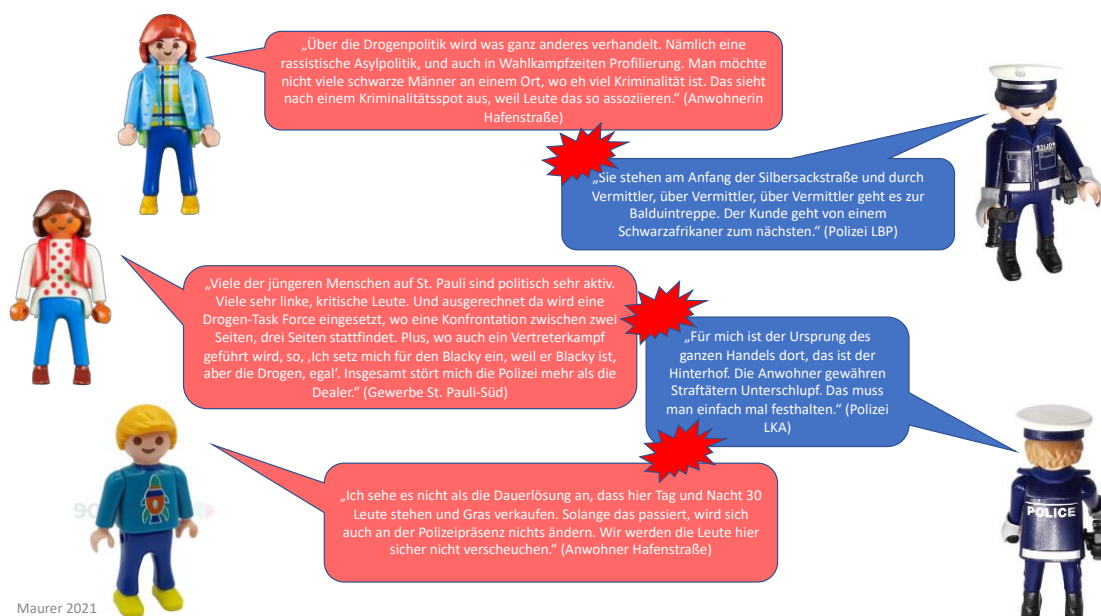 „Über die Drogenpolitik wird was ganz anderes verhandelt. Nämlich eine
rassistische Asylpolitik, und auch in Wahlkampfzeiten Profilierung. Man möchte
nicht viele schwarze Männer an einem Ort, wo eh viel Kriminalität ist. Das sieht
nach einem Kriminalitätsspot aus, weil Leute das so assoziieren.“ (Anwohnerin
Hafenstraße)
POLICE
„Sie stehen am Anfang der Silbersackstraße und durch
Vermittler, über Vermittler, über Vermittler geht es zur
Balduintreppe. Der Kunde geht von einem
Schwarzafrikaner zum nächsten.“ (Polizei LBP)
„Viele der jüngeren Menschen auf St. Pauli sind politisch sehr aktiv.
Viele sehr linke, kritische Leute. Und ausgerechnet da wird eine
Drogen-Task Force eingesetzt, wo eine Konfrontation zwischen zwei
Seiten, drei Seiten stattfindet. Plus, wo auch ein Vertreterkampf
geführt wird, so, ‚Ich setz mich für den Blacky ein, weil er Blacky ist,
aber die Drogen, egal‘. Insgesamt stört mich die Polizei mehr als die
Dealer.“ (Gewerbe St. Pauli-Süd)
„Für mich ist der Ursprung des
ganzen Handels dort, das ist der
Hinterhof. Die Anwohner gewähren
Straftätern Unterschlupf. Das muss
man einfach mal festhalten.“ (Polizei
LKA)
„Ich sehe es nicht als die Dauerlösung an, dass hier Tag und Nacht 30
Leute stehen und Gras verkaufen. Solange das passiert, wird sich
auch an der Polizeipräsenz nichts ändern. Wir werden die Leute hier
sicher nicht verscheuchen.“ (Anwohner Hafenstraße)
POLICE
Maurer 2021